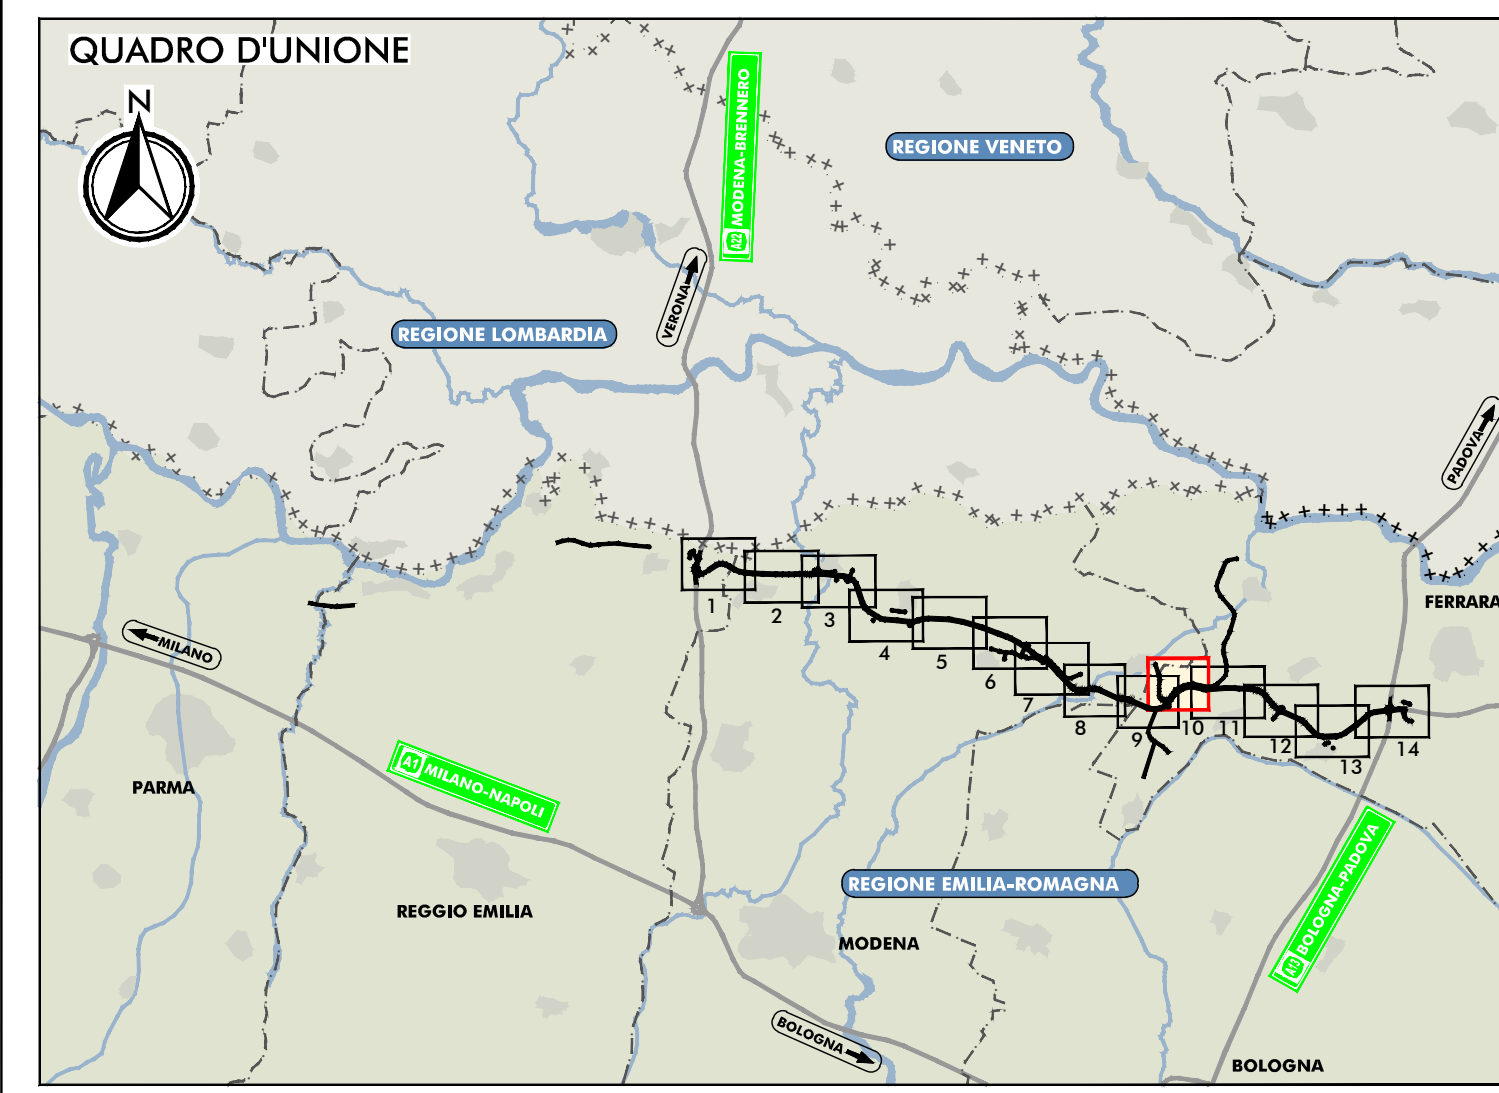 QUADRO D'UNIONE
N
A22 MODENA-BRENNERO
REGIONE VENETO
VERONA
REGIONE LOMBARDIA
PADOVA
FERRARA
MILANO
1
2
3
4
5
6
7
8
9
10
11
12
13
14
PARMA
A1 MILANO-NAPOLI
REGGIO EMILIA
REGIONE EMILIA-ROMAGNA
MODENA
A13 BOLOGNA-PADOVA
BOLOGNA
BOLOGNA